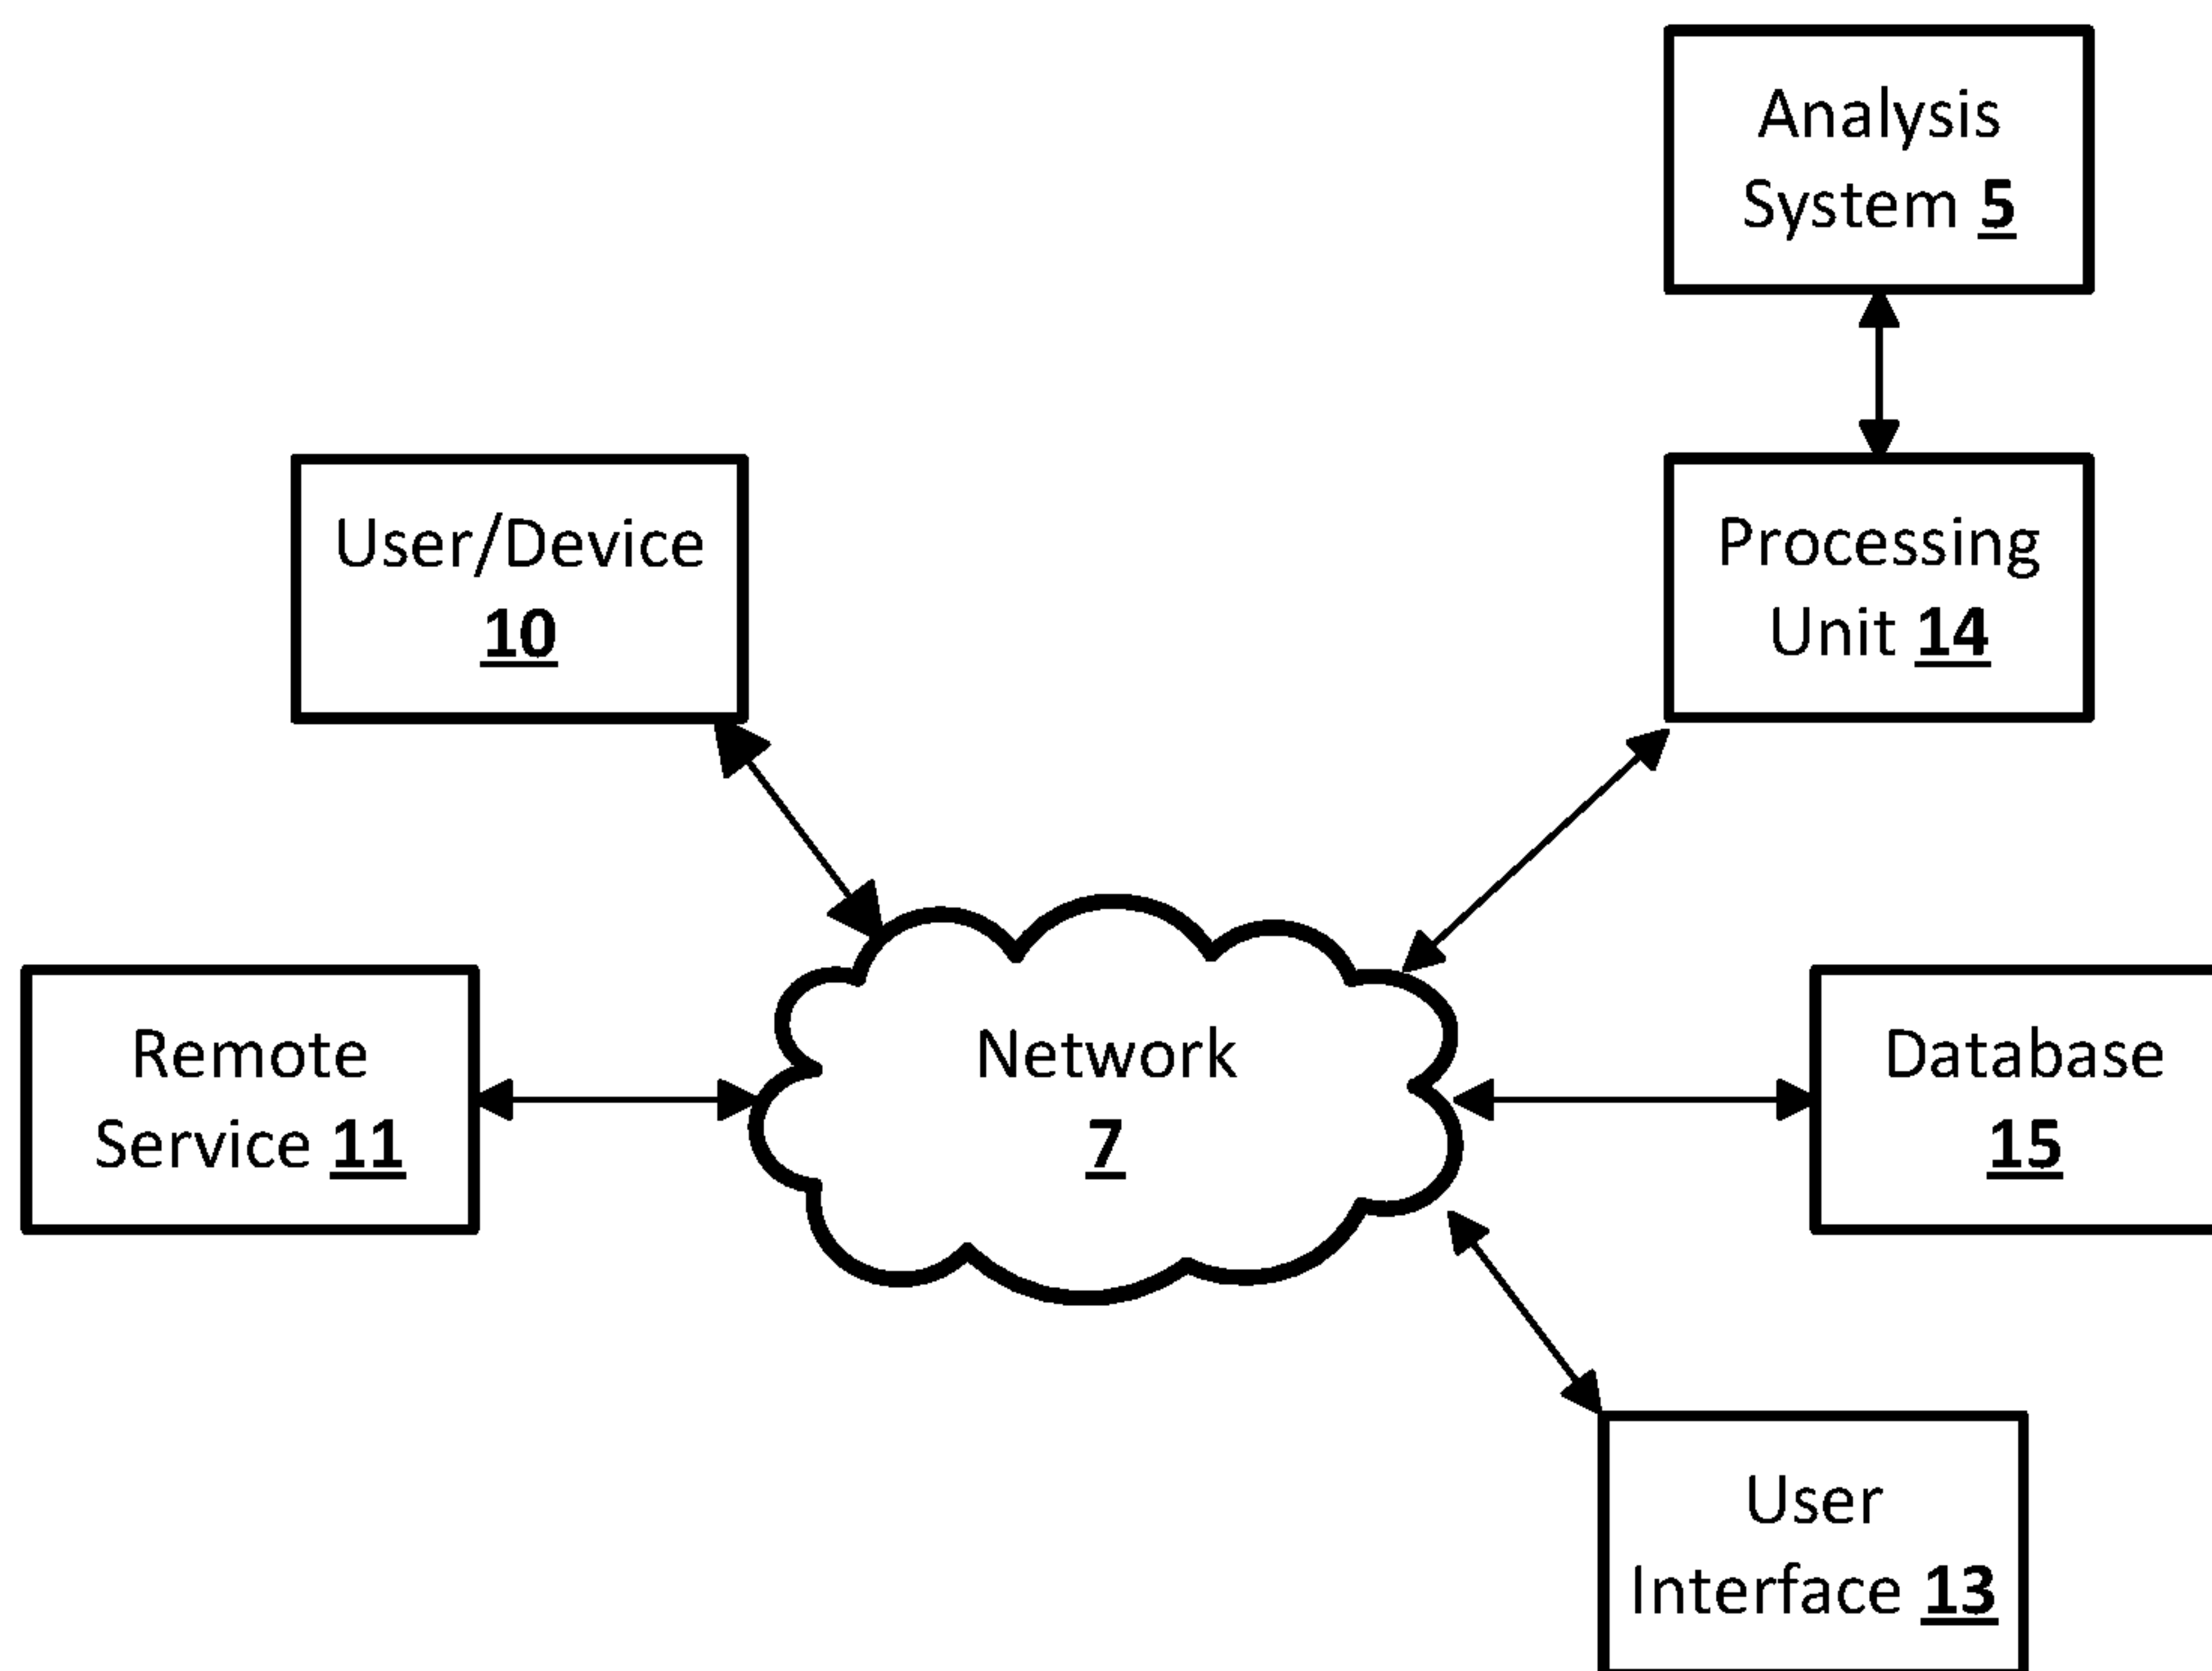 Analysis
System 5
User/Device
10
Processing
Unit 14
Remote
Service 11
Network
7
Database
15
User
Interface 13